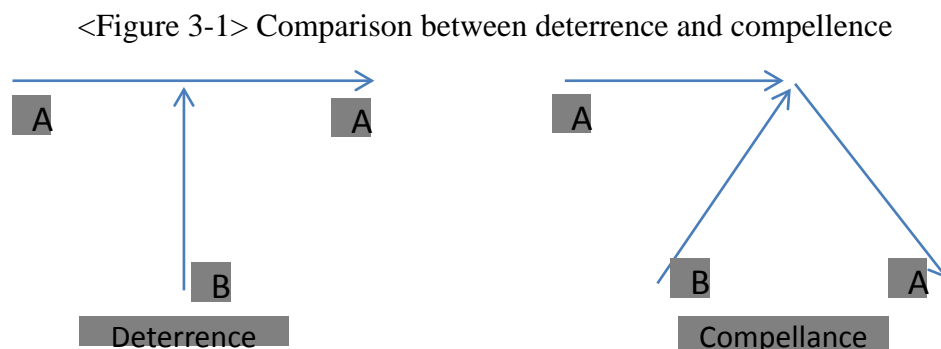 <Figure 3-1> Comparison between deterrence and compellence
A
A
B
Deterrence
A
B
A
Compellance